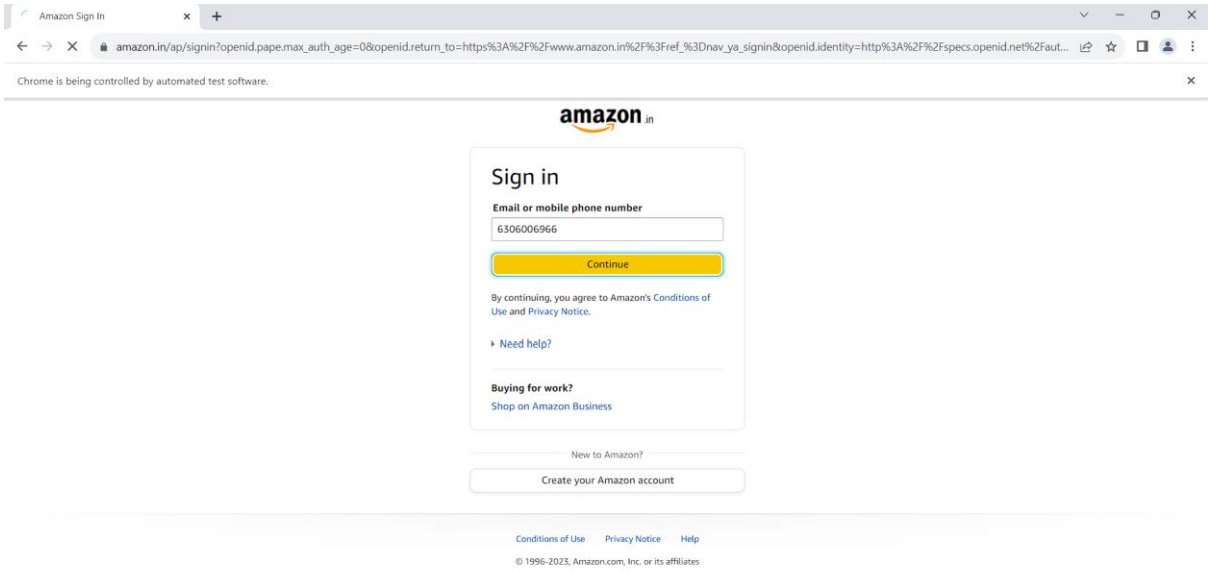 Amazon Sign In
amazon.in/ap/signin?openid.pape.max_auth_age=0&openid.return_to=https%3A%2F%2Fwww.amazon.in%2F%3Fref_%3Dnav_ya_signin&openid.identity=http%3A%2F%2Fspecs.openid.net%2Faut...
Chrome is being controlled by automated test software.
amazon.in
Sign in
Email or mobile phone number
6306006966
Continue
By continuing, you agree to Amazon's Conditions of
Use and Privacy Notice.
Need help?
Buying for work?
Shop on Amazon Business
New to Amazon?
Create your Amazon account
Conditions of Use Privacy Notice Help
© 1996-2023, Amazon.com, Inc. or its affiliates